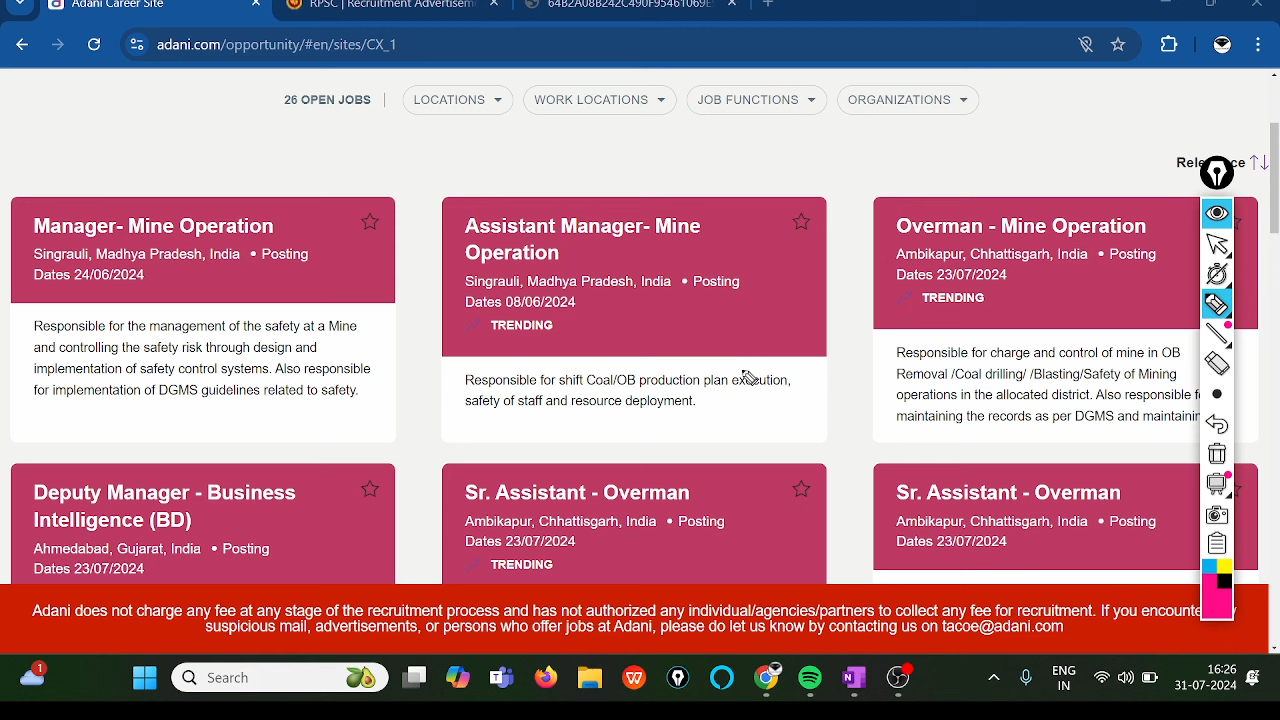 Adani Career Site
RPSC | Recruitment Advertisem
64B2A08B242C490F95461069E
adani.com/opportunity/#en/sites/CX_1
26 OPEN JOBS
LOCATIONS
WORK LOCATIONS
JOB FUNCTIONS
ORGANIZATIONS
Manager- Mine Operation
Singrauli, Madhya Pradesh, India • Posting
Dates 24/06/2024
Responsible for the management of the safety at a Mine
and controlling the safety risk through design and
implementation of safety control systems. Also responsible
for implementation of DGMS guidelines related to safety.
Assistant Manager- Mine
Operation
Singrauli, Madhya Pradesh, India • Posting
Dates 08/06/2024
TRENDING
Responsible for shift Coal/OB production plan execution,
safety of staff and resource deployment.
Overman - Mine Operation
Ambikapur, Chhattisgarh, India • Posting
Dates 23/07/2024
TRENDING
Responsible for charge and control of mine in OB
Removal /Coal drilling/ /Blasting/Safety of Mining
operations in the allocated district. Also responsible
maintaining the records as per DGMS and
Deputy Manager - Business
Intelligence (BD)
Ahmedabad, Gujarat, India • Posting
Dates 23/07/2024
Sr. Assistant - Overman
Ambikapur, Chhattisgarh, India • Posting
Dates 23/07/2024
TRENDING
Sr. Assistant - Overman
Ambikapur, Chhattisgarh, India • Posting
Dates 23/07/2024
Adani does not charge any fee at any stage of the recruitment process and has not authorized any individual/agencies/partners to collect any fee for recruitment. If you
suspicious mail, advertisements, or persons who offer jobs at Adani, please do let us know by contacting us on tacoe@adani.com
1
Search
ENG
IN
16:26
31-07-2024